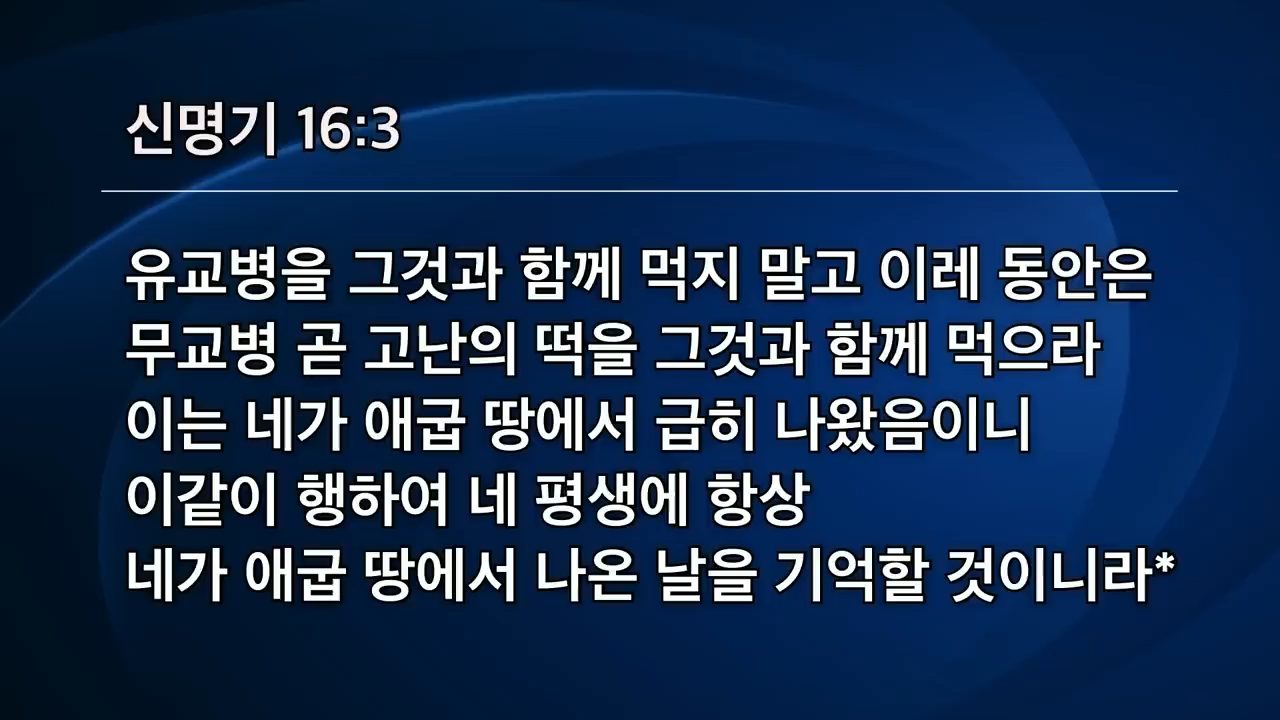 신명기 16:3
유교병을 그것과 함께 먹지 말고 이레 동안은
무교병 곧 고난의 떡을 그것과 함께 먹으라
이는 네가 애굽 땅에서 급히 나왔음이니
이같이 행하여 네 평생에 항상
네가 애굽 땅에서 나온 날을 기억할 것이니라*